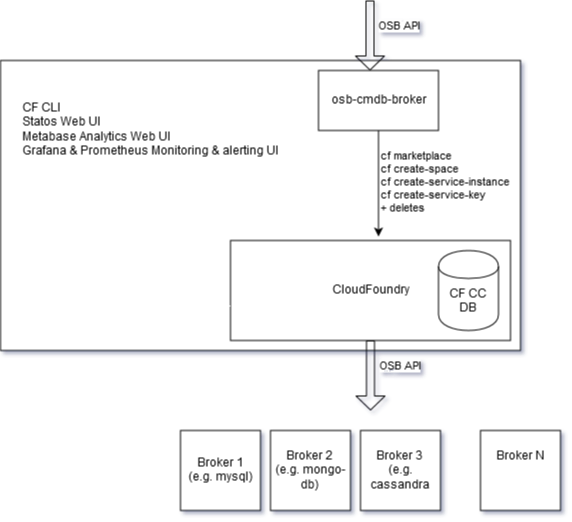 OSB API
osb-cmdb-broker
CF CLI
Statos Web UI
Metabase Analytics Web UI
Grafana & Prometheus Monitoring & alerting UI
cf marketplace
cf create-space
cf create-service-instance
cf create-service-key
+ deletes
CloudFoundry
CF CC
DB
OSB API
Broker 1
(e.g. mysql)
Broker 2
(e.g. mongo-
db)
Broker 3
(e.g.
cassandra
Broker N